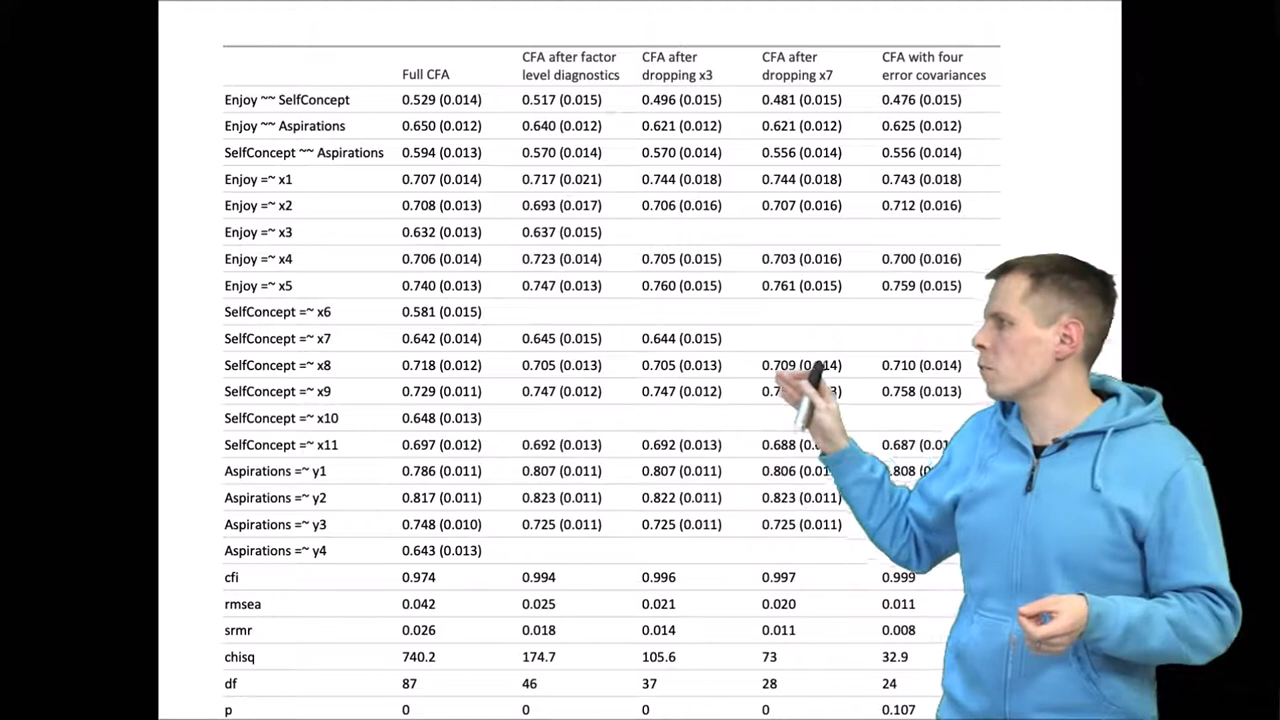 Full CFA CFA after factor level diagnostics CFA after dropping x3 CFA after dropping x7 CFA with four error covariances
Enjoy ~~ SelfConcept 0.529 (0.014) 0.517 (0.015) 0.496 (0.015) 0.481 (0.015) 0.476 (0.015)
Enjoy ~~ Aspirations 0.650 (0.012) 0.640 (0.012) 0.621 (0.012) 0.621 (0.012) 0.625 (0.012)
SelfConcept ~~ Aspirations 0.594 (0.013) 0.570 (0.014) 0.570 (0.014) 0.556 (0.014) 0.556 (0.014)
Enjoy =~ x1 0.707 (0.014) 0.717 (0.021) 0.744 (0.018) 0.744 (0.018) 0.743 (0.018)
Enjoy =~ x2 0.708 (0.013) 0.693 (0.017) 0.706 (0.016) 0.707 (0.016) 0.712 (0.016)
Enjoy =~ x3 0.632 (0.013) 0.637 (0.015)
Enjoy =~ x4 0.706 (0.014) 0.723 (0.014) 0.705 (0.015) 0.703 (0.016) 0.700 (0.016)
Enjoy =~ x5 0.740 (0.013) 0.747 (0.013) 0.760 (0.015) 0.761 (0.015) 0.759 (0.015)
SelfConcept =~ x6 0.581 (0.015)
SelfConcept =~ x7 0.642 (0.014) 0.645 (0.015) 0.644 (0.015)
SelfConcept =~ x8 0.718 (0.012) 0.705 (0.013) 0.705 (0.013) 0.709 0.710 (0.014)
SelfConcept =~ x9 0.729 (0.011) 0.747 (0.012) 0.747 (0.012) 0.758 (0.013)
SelfConcept =~ x10 0.648 (0.013)
SelfConcept =~ x11 0.697 (0.012) 0.692 (0.013) 0.692 (0.013) 0.688 0.687
Aspirations =~ y1 0.786 (0.011) 0.807 (0.011) 0.807 (0.011) 0.806
Aspirations =~ y2 0.817 (0.011) 0.823 (0.011) 0.822 (0.011) 0.823 (0.011)
Aspirations =~ y3 0.748 (0.010) 0.725 (0.011) 0.725 (0.011) 0.725 (0.011)
Aspirations =~ y4 0.643 (0.013)
cfi 0.974 0.994 0.996 0.997 0.999
rmsea 0.042 0.025 0.021 0.020 0.011
srmr 0.026 0.018 0.014 0.011 0.008
chisq 740.2 174.7 105.6 73 32.9
df 87 46 37 28 24
p 0 0 0 0 0.107